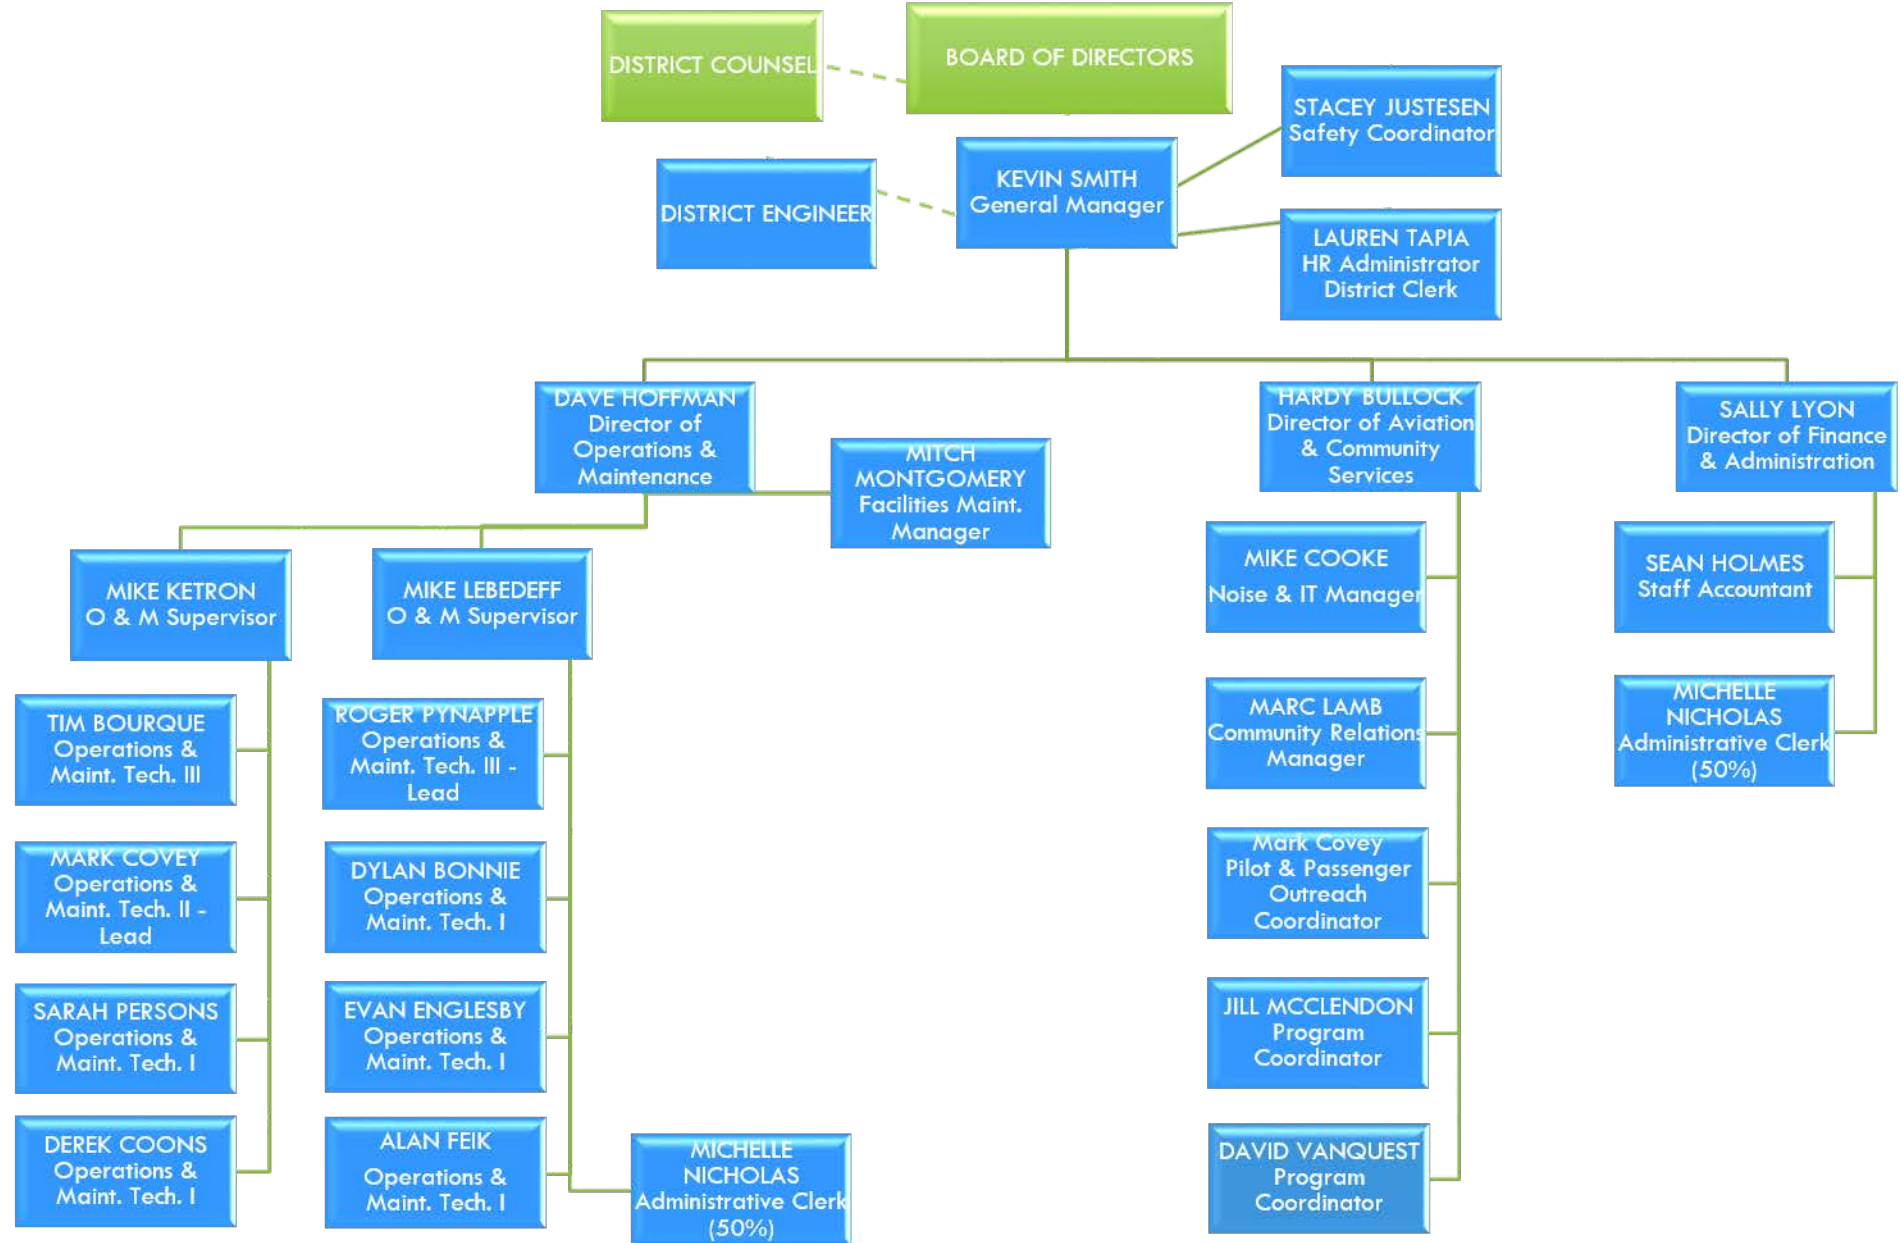 DISTRICT COUNSEL
BOARD OF DIRECTORS
STACEY JUSTESEN
Safety Coordinator
DISTRICT ENGINEER
KEVIN SMITH
General Manager
LAUREN TAPIA
HR Administrator
District Clerk
DAVE HOFFMAN
Director of
Operations &
Maintenance
MITCH
MONTGOMERY
Facilities Maint.
Manager
HARDY BULLOCK
Director of Aviation
& Community
Services
SALLY LYON
Director of Finance
& Administration
MIKE KETRON
O & M Supervisor
MIKE LEBEDEFF
O & M Supervisor
MIKE COOKE
Noise & IT Manager
SEAN HOLMES
Staff Accountant
TIM BOURQUE
Operations &
Maint. Tech. III
ROGER PYNAPPLE
Operations &
Maint. Tech. III -
Lead
MARC LAMB
Community Relations
Manager
MICHELLE
NICHOLAS
Administrative Clerk
(50%)
MARK COVEY
Operations &
Maint. Tech. II -
Lead
DYLAN BONNIE
Operations &
Maint. Tech. I
Mark Covey
Pilot & Passenger
Outreach
Coordinator
SARAH PERSONS
Operations &
Maint. Tech. I
EVAN ENGLESBY
Operations &
Maint. Tech. I
JILL MCCLENDON
Program
Coordinator
DEREK COONS
Operations &
Maint. Tech. I
ALAN FEIK
Operations &
Maint. Tech. I
MICHELLE
NICHOLAS
Administrative Clerk
(50%)
DAVID VANQUEST
Program
Coordinator